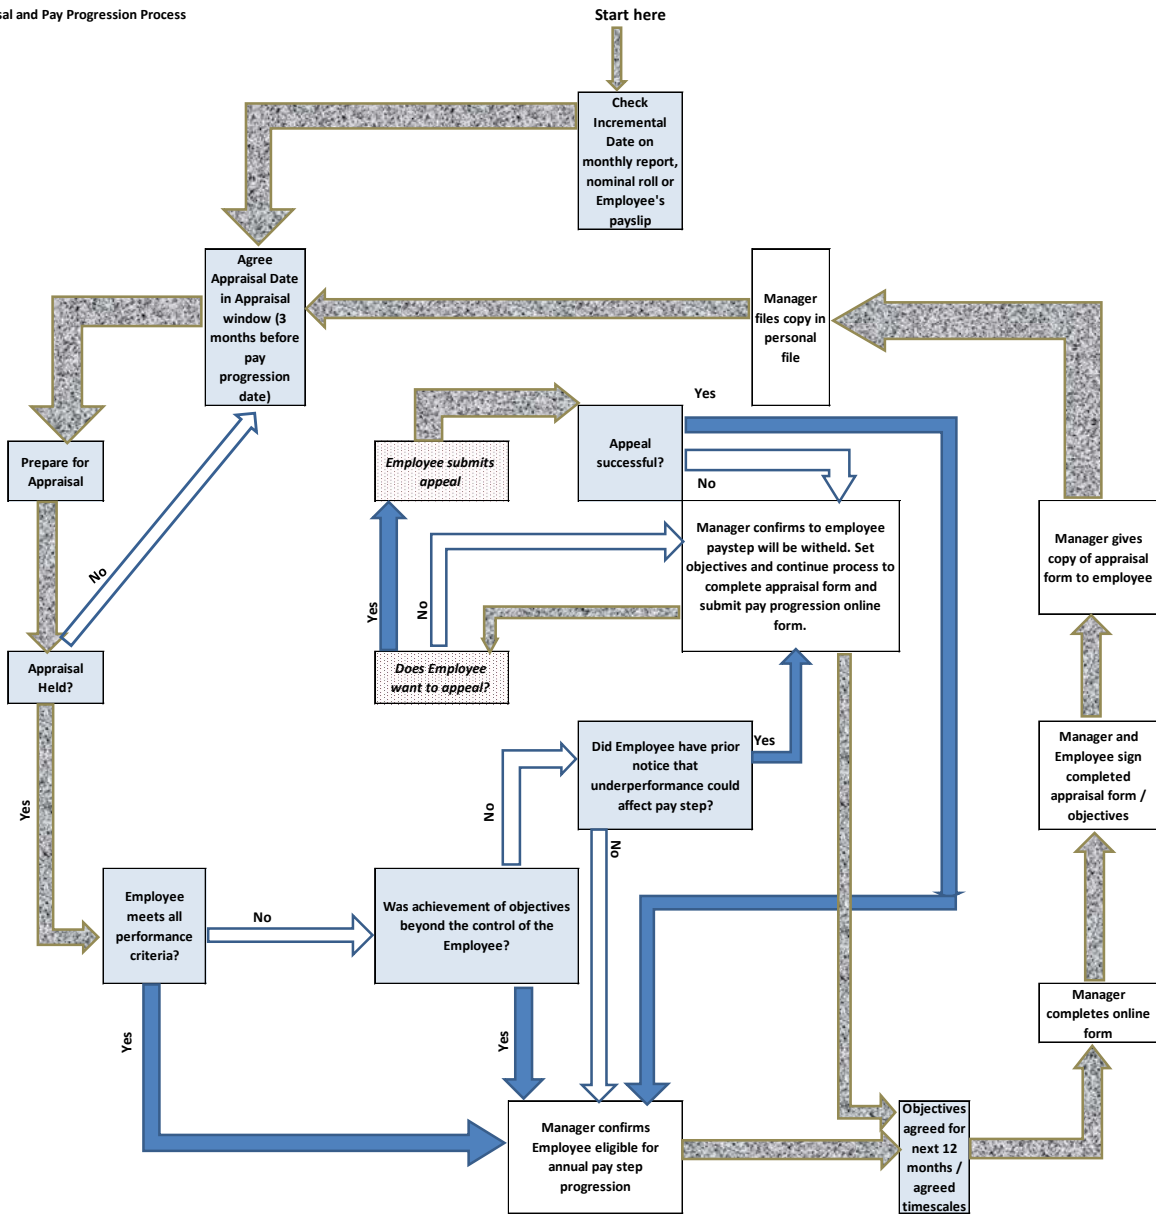 sal and Pay Progression Process
Start here
Check
Incremental
Date on
monthly report,
nominal roll or
Employee's
payslip
Agree
Appraisal Date
in Appraisal
window (3
months before
pay
progression
date)
Manager
files copy in
personal
file
Yes
Appeal
successful?
No
Employee submits
appeal
Prepare for
Appraisal
No
Manager confirms to employee
paystep will be witheld. Set
objectives and continue process to
complete appraisal form and
submit pay progression online
form.
Manager gives
copy of appraisal
form to employee
Yes
No
Appraisal
Held?
Does Employee
want to appeal?
Did Employee have prior
notice that
underperformance could
affect pay step?
Yes
Manager and
Employee sign
completed
appraisal form /
objectives
Yes
No
No
Employee
meets all
performance
criteria?
No
Was achievement of objectives
beyond the control of the
Employee?
Manager
completes online
form
Yes
Yes
Manager confirms
Employee eligible for
annual pay step
progression
Objectives
agreed for
next 12
months /
agreed
timescales